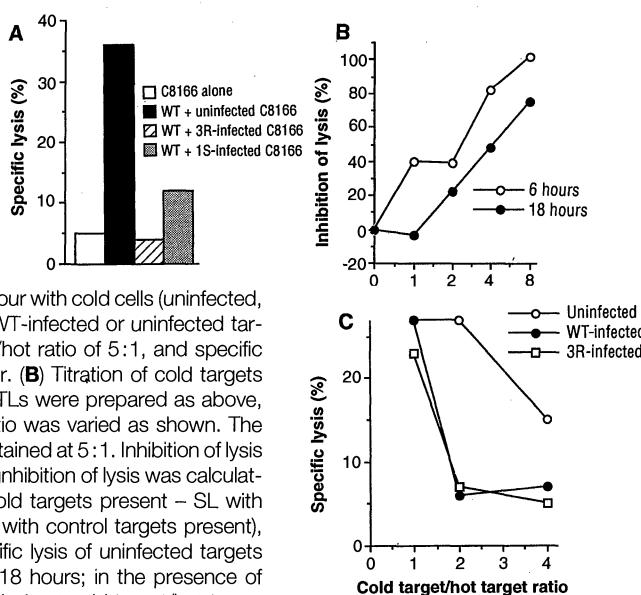 A
40
30
20
10
0
Specific lysis (%)
C8166 alone
WT + uninfected C8166
WT + 3R-infected C8166
WT + 1S-infected C8166
B
100
80
60
40
20
0
-20
Inhibition of lysis (%)
6 hours
18 hours
0 1 2 4 8
our with cold cells (uninfected,
WT-infected or uninfected tar-
/hot ratio of 5:1, and specific
r. (B) Titration of cold targets
TLs were prepared as above,
tio was varied as shown. The
tained at 5:1. Inhibition of lysis
nhibition of lysis was calculat-
old targets present – SL with
with control targets present),
ific lysis of uninfected targets
18 hours; in the presence of
C
Uninfected
WT-infected
3R-infected
20
10
0
Specific lysis (%)
0 1 2 3 4
Cold target/hot target ratio